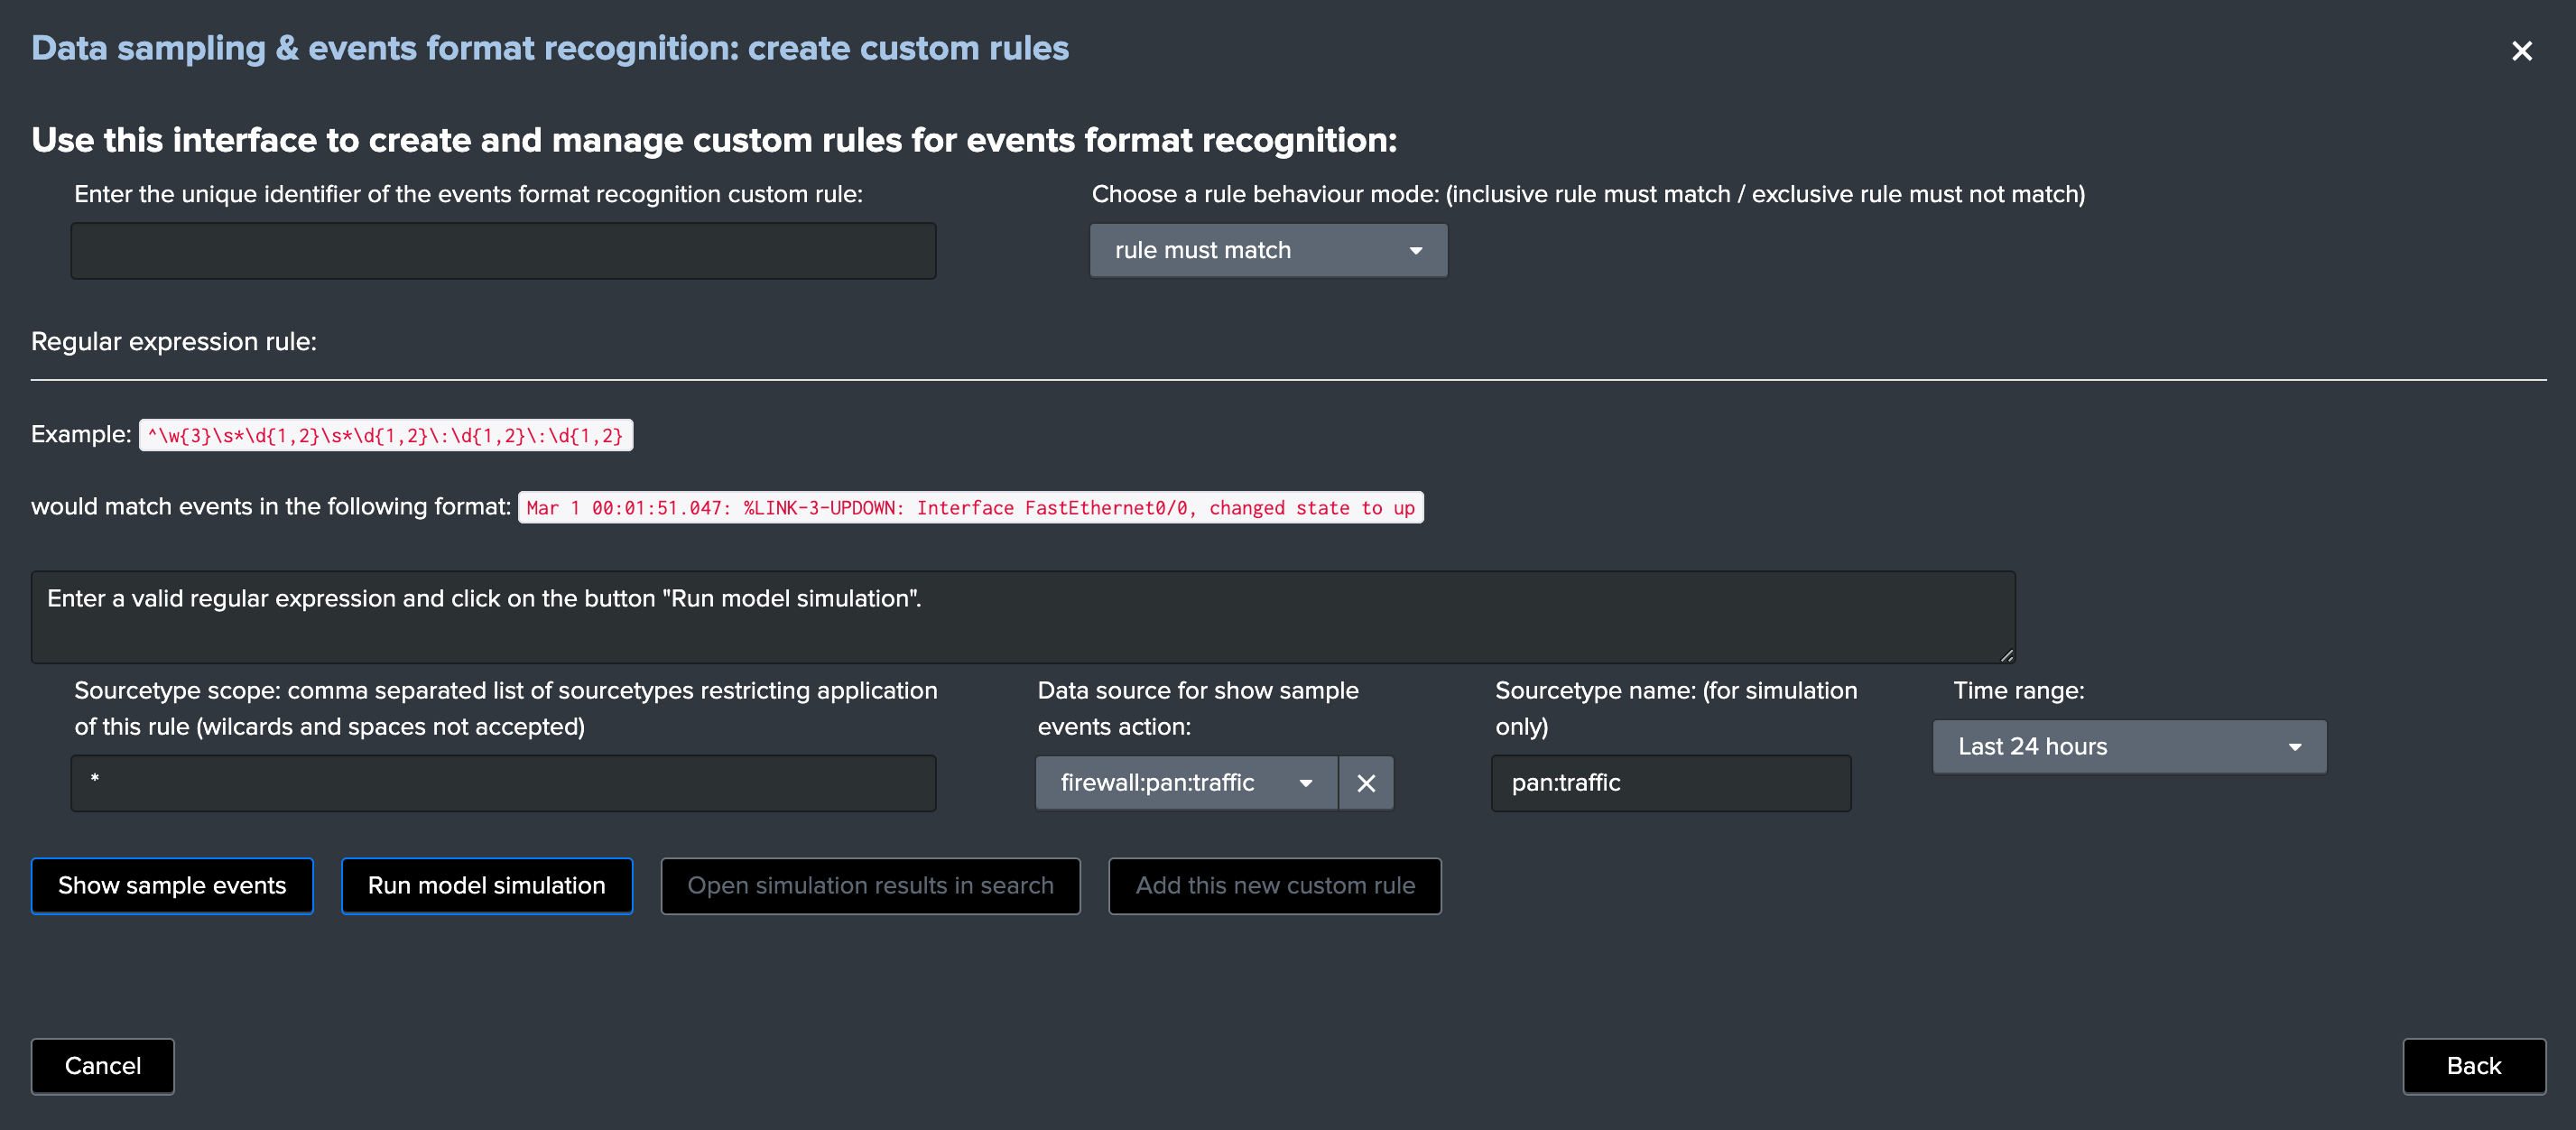 Data sampling & events format recognition: create custom rules
Use this interface to create and manage custom rules for events format recognition:
Enter the unique identifier of the events format recognition custom rule:
Choose a rule behaviour mode: (inclusive rule must match / exclusive rule must not match)
rule must match
Regular expression rule:
Example: ^\w{3}\s*\d{1,2}\s*\d{1,2}\:\d{1,2}\:\d{1,2}
would match events in the following format: Mar 1 00:01:51.047: %LINK-3-UPDOWN: Interface FastEthernet0/0, changed state to up
Enter a valid regular expression and click on the button "Run model simulation".
Sourcetype scope: comma separated list of sourcetypes restricting application
of this rule (wilcards and spaces not accepted)
*
Data source for show sample
events action:
firewall:pan:traffic
Sourcetype name: (for simulation
only)
pan:traffic
Time range:
Last 24 hours
Show sample events
Run model simulation
Open simulation results in search
Add this new custom rule
Cancel
Back